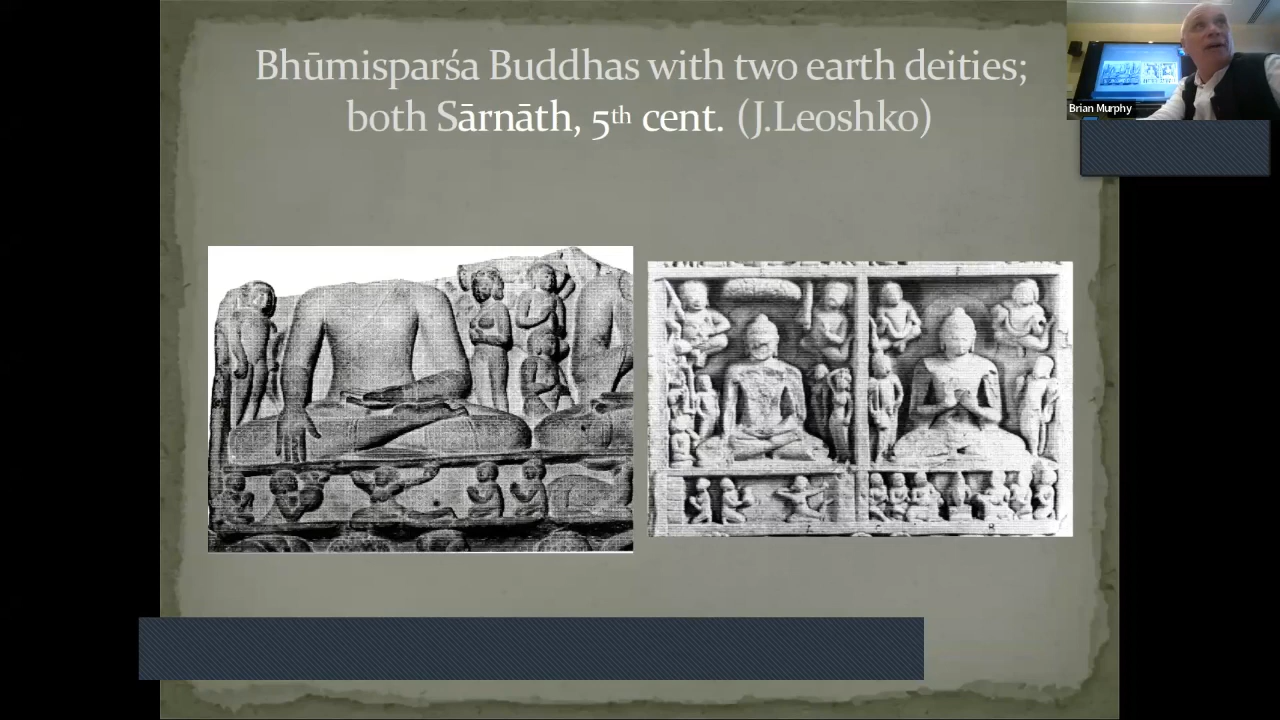 Bhūmisparśa Buddhas with two earth deities;
both Sārnāth, 5th cent. (J.Leoshko)
Brian Murphy